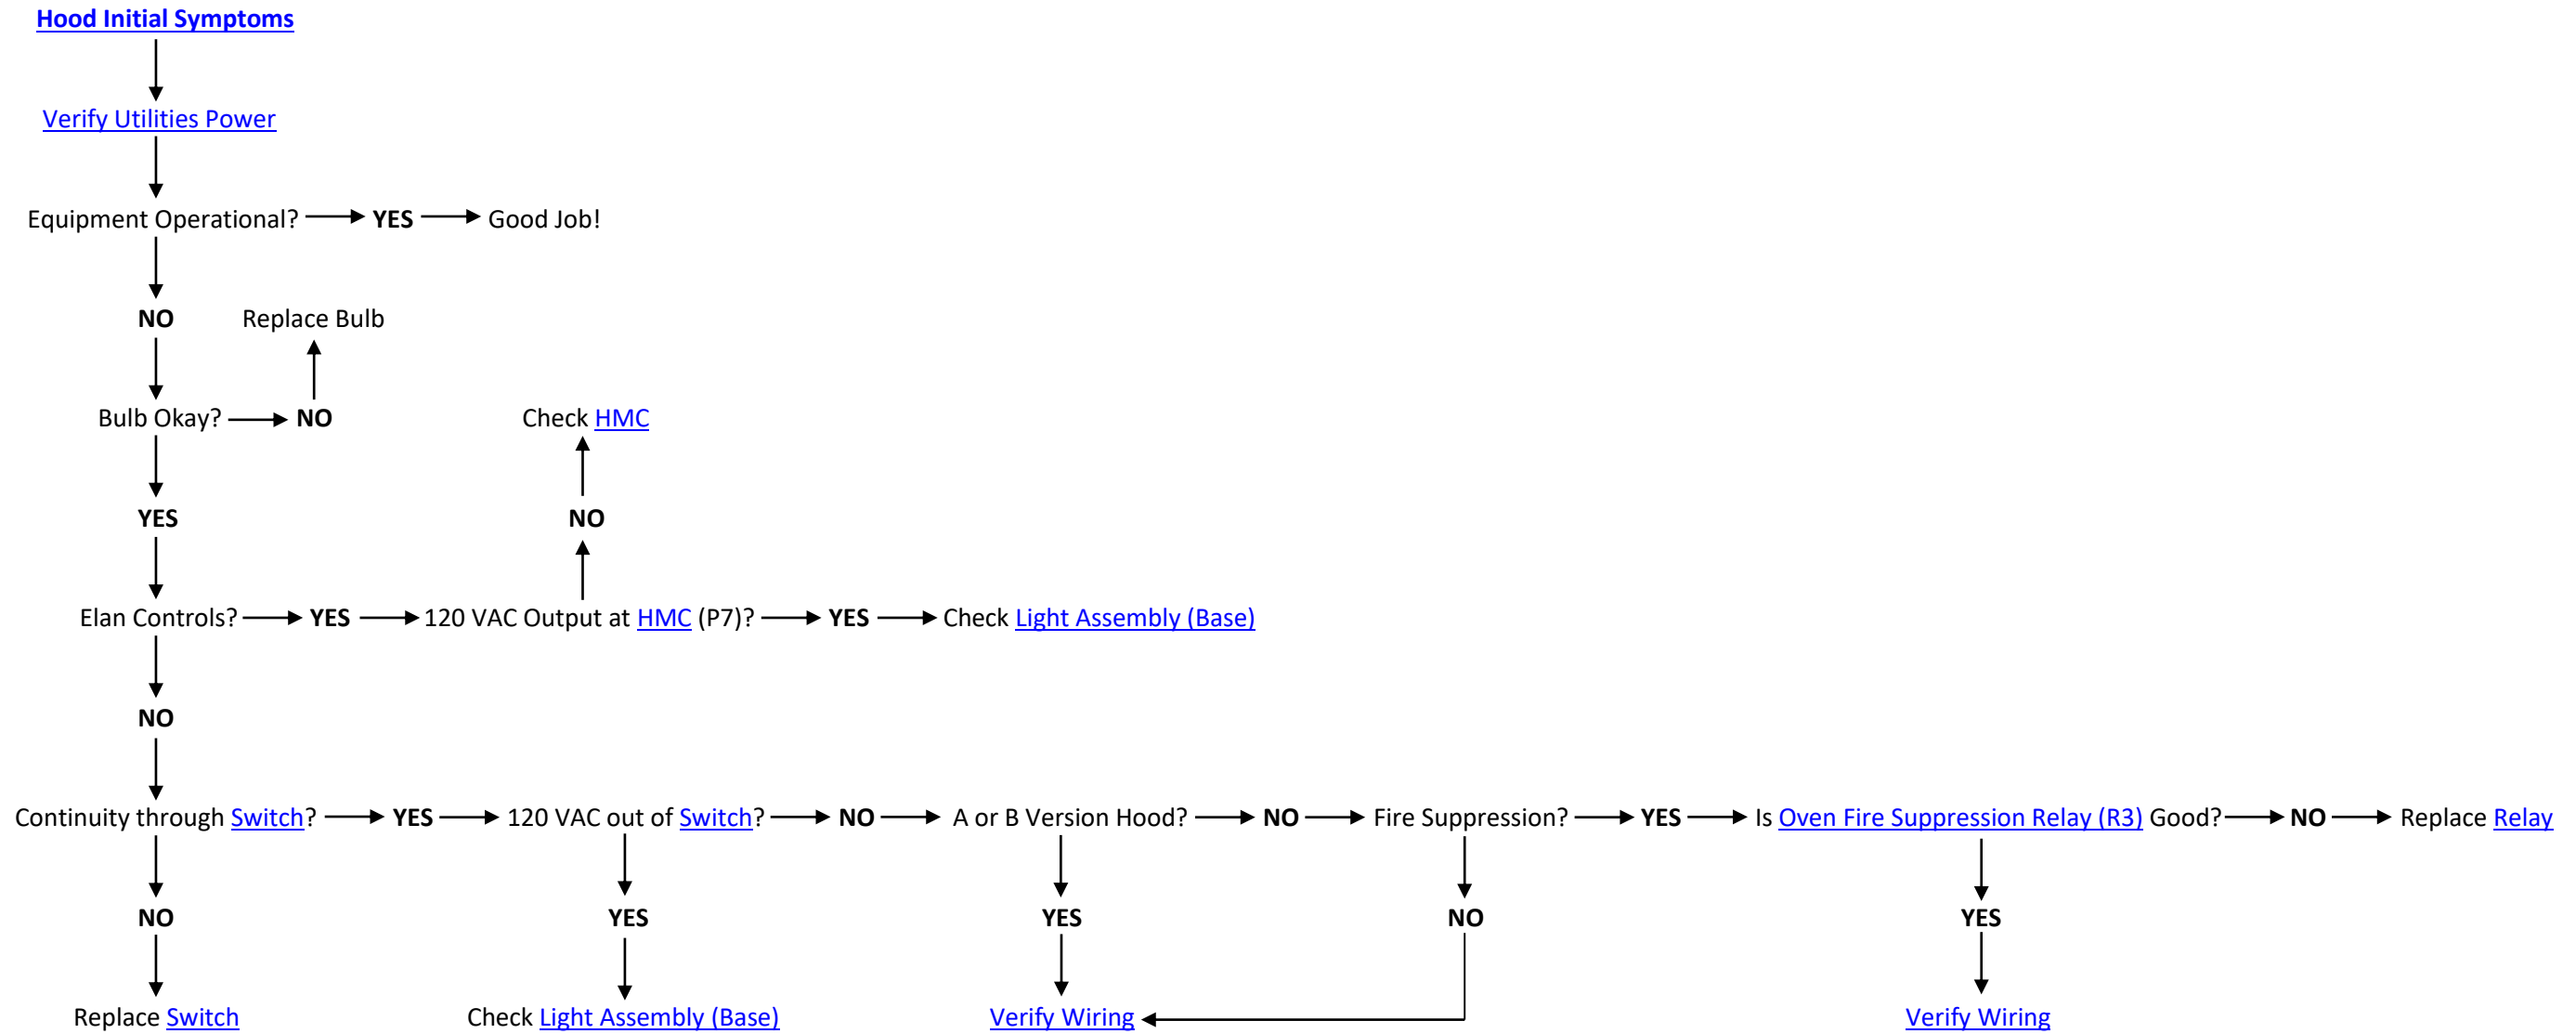 Hood Initial Symptoms
Verify Utilities Power
Equipment Operational? YES Good Job!
NO Replace Bulb
Bulb Okay? NO Check HMC
YES NO
Elan Controls? YES 120 VAC Output at HMC (P7)? YES Check Light Assembly (Base)
NO
Continuity through Switch? YES 120 VAC out of Switch? NO A or B Version Hood? NO Fire Suppression? YES Is Oven Fire Suppression Relay (R3) Good? NO Replace Relay
NO YES YES NO YES
Replace Switch Check Light Assembly (Base) Verify Wiring Verify Wiring